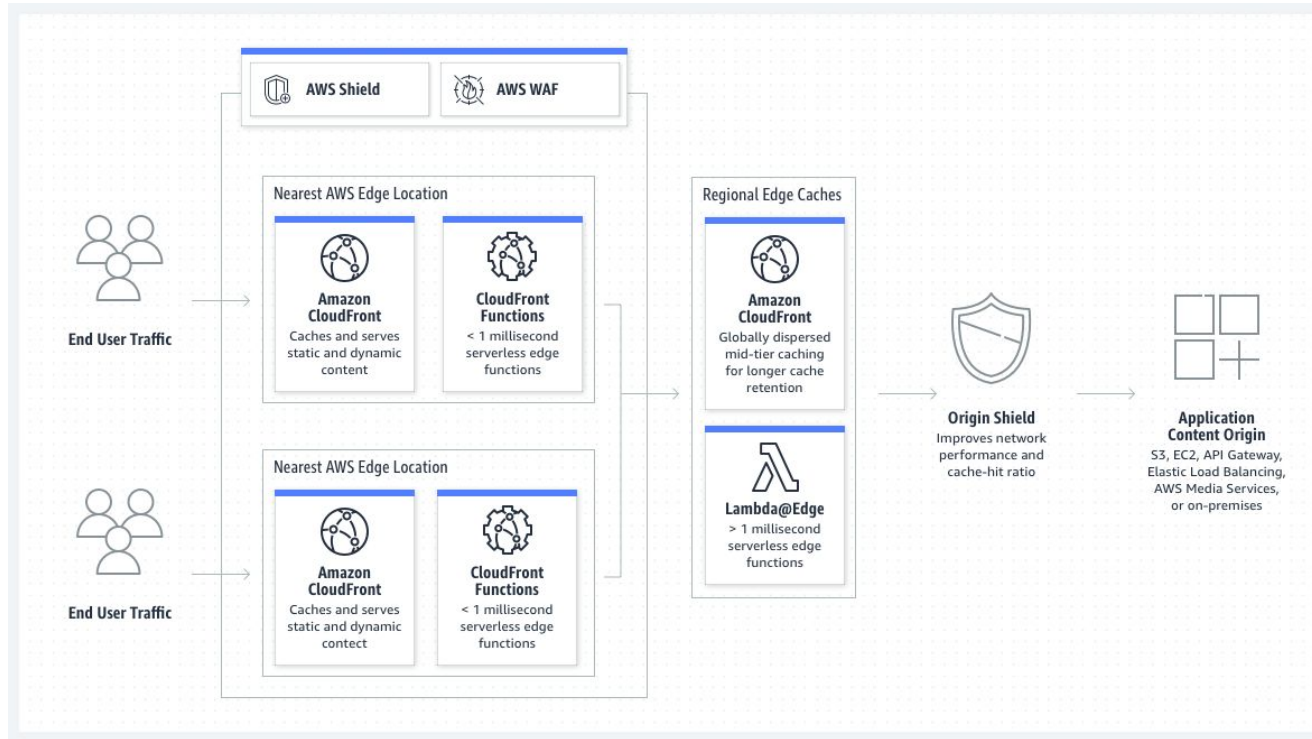 AWS Shield
AWS WAF
Nearest AWS Edge Location
Amazon
CloudFront
Caches and serves
static and dynamic
content
CloudFront
Functions
< 1 millisecond
serverless edge
functions
End User Traffic
Nearest AWS Edge Location
Amazon
CloudFront
Caches and serves
static and dynamic
contect
CloudFront
Functions
< 1 millisecond
serverless edge
functions
End User Traffic
Regional Edge Caches
Amazon
CloudFront
Globally dispersed
mid-tier caching
for longer cache
retention
Lambda@Edge
> 1 millisecond
serverless edge
functions
Origin Shield
Improves network
performance and
cache-hit ratio
Application
Content Origin
S3, EC2, API Gateway,
Elastic Load Balancing,
AWS Media Services,
or on-premises